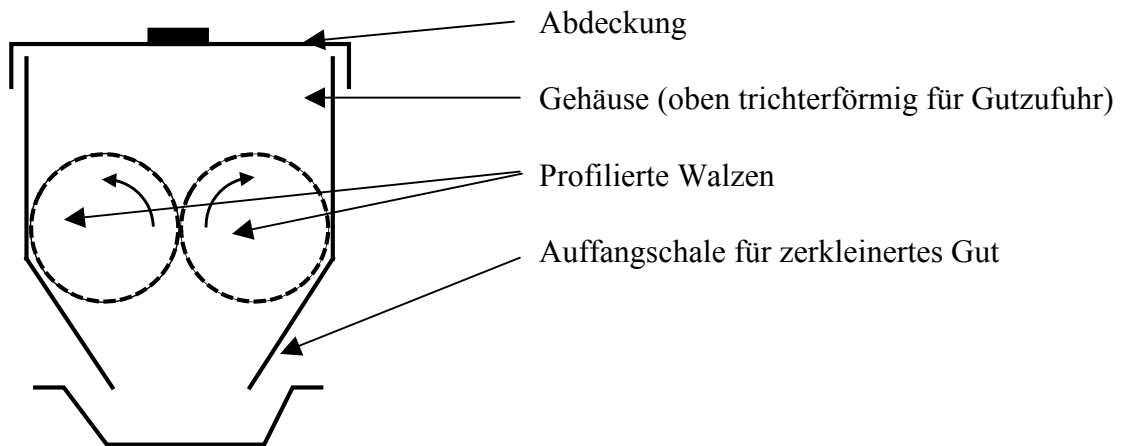 Abdeckung
Gehäuse (oben trichterförmig für Gutzufuhr)
Profilierte Walzen
Auffangschale für zerkleinertes Gut